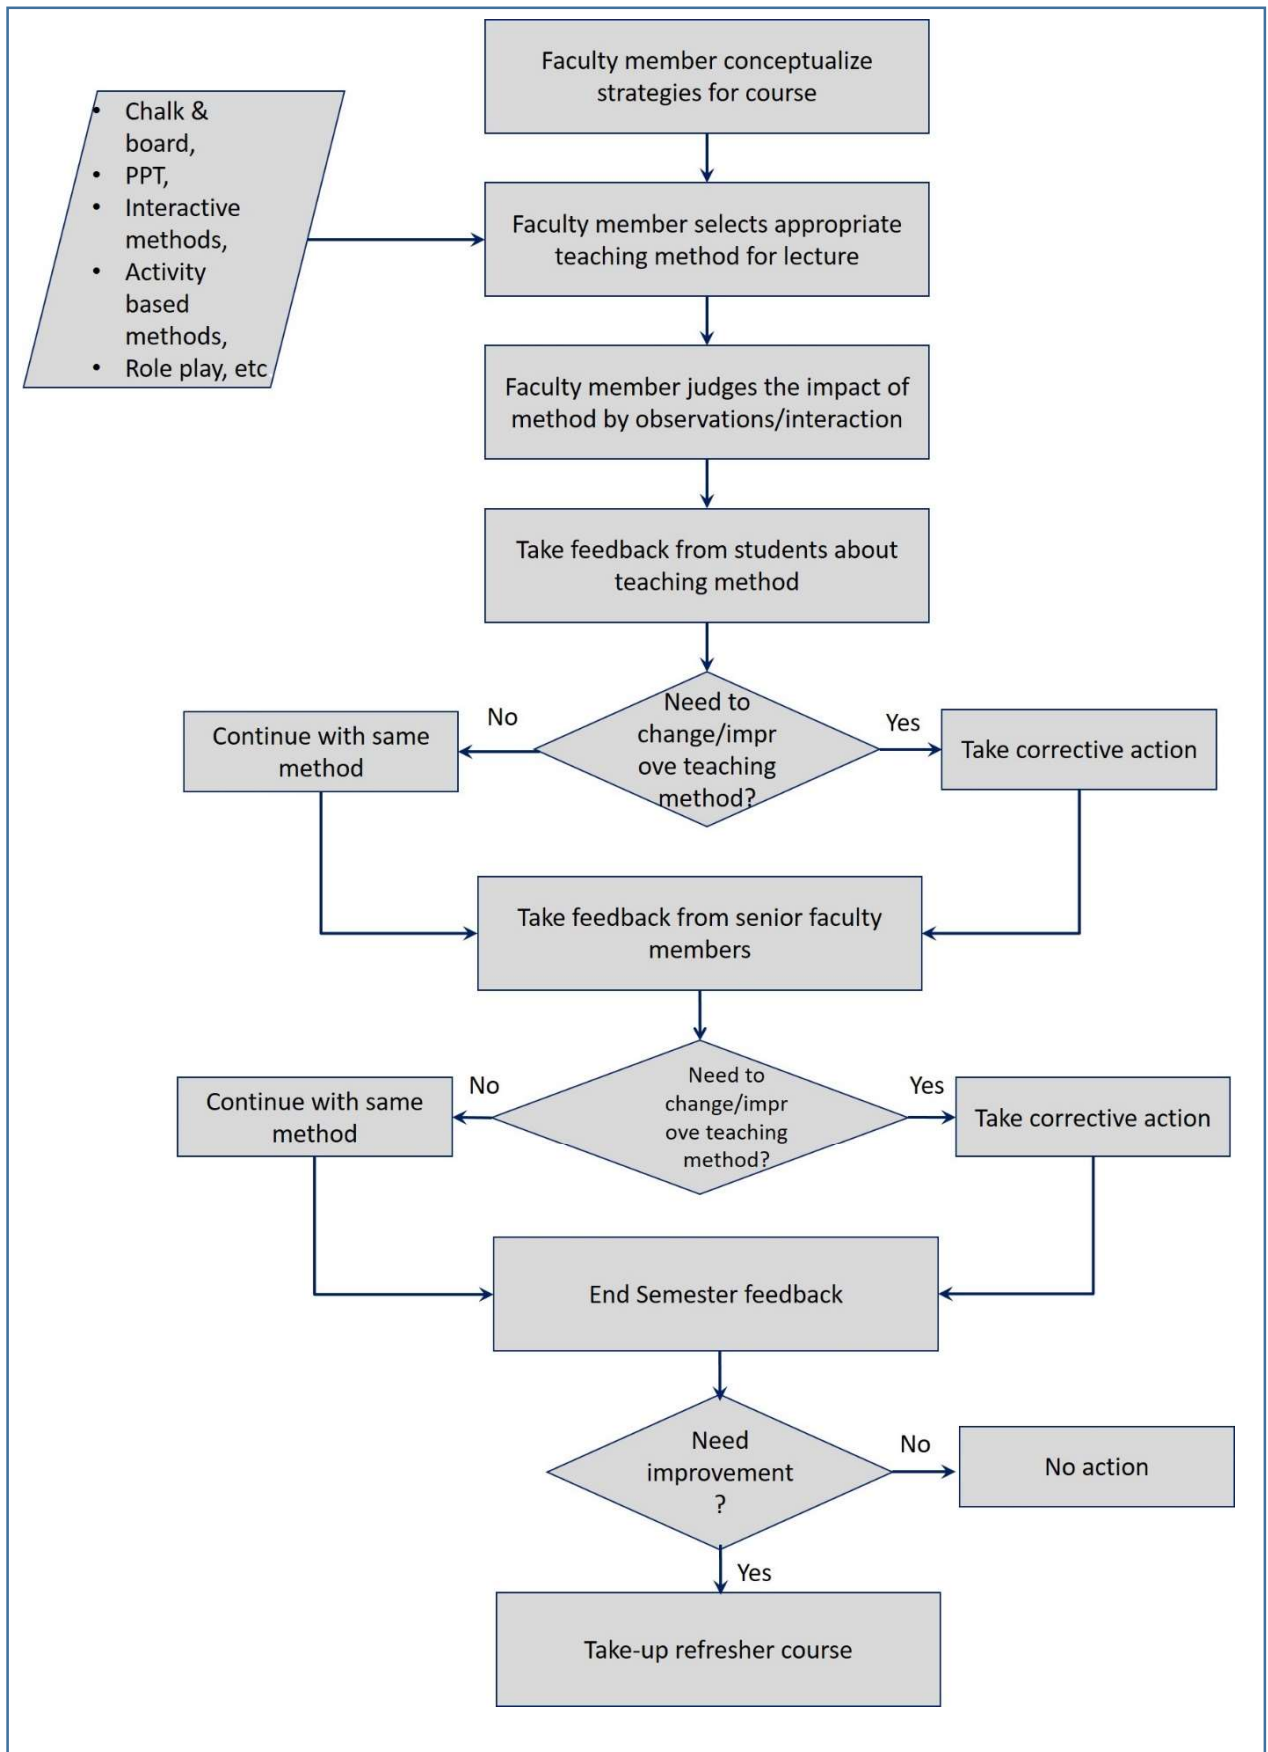 Faculty member conceptualize
strategies for course
• Chalk &
board,
• PPT,
• Interactive
methods,
• Activity
based
methods,
• Role play, etc
Faculty member selects appropriate
teaching method for lecture
Faculty member judges the impact of
method by observations/interaction
Take feedback from students about
teaching method
Need to
change/impr
ove teaching
method?
No
Yes
Continue with same
method
Take corrective action
Take feedback from senior faculty
members
Need to
change/impr
ove teaching
method?
No
Yes
Continue with same
method
Take corrective action
End Semester feedback
Need
improvement
?
No
No action
Yes
Take-up refresher course